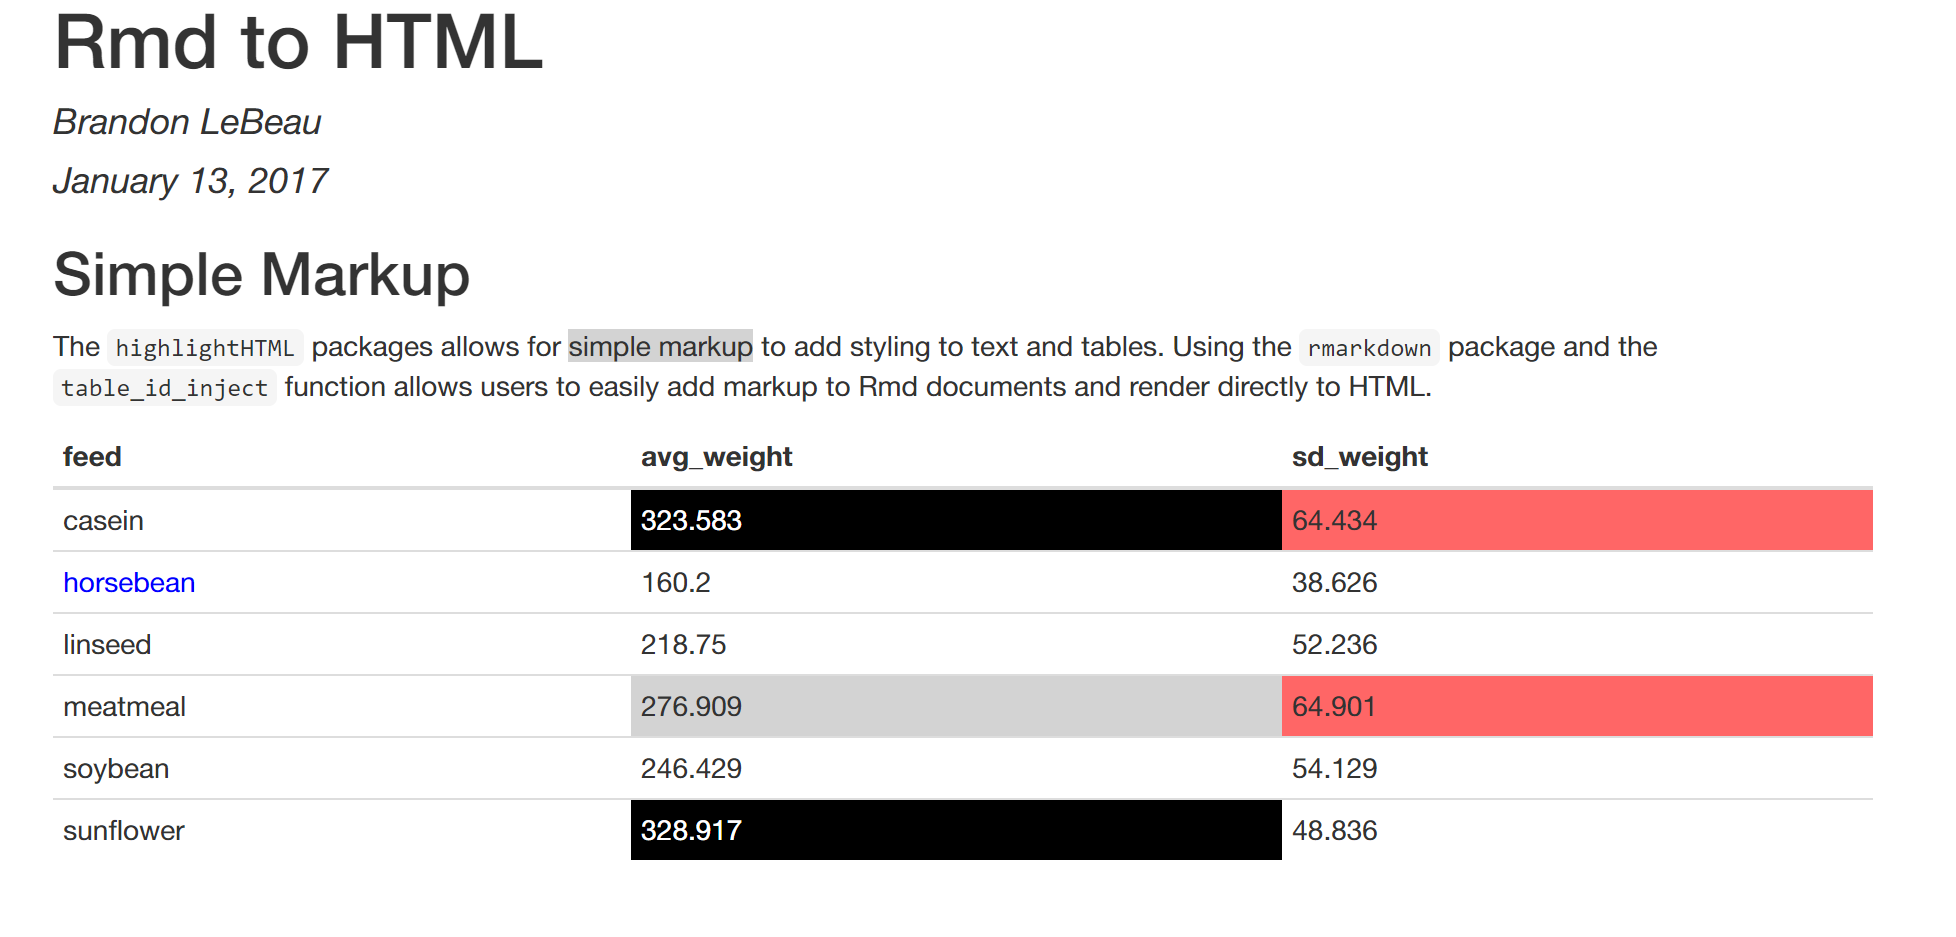 Rmd to HTML
Brandon LeBeau
January 13, 2017
Simple Markup
The highlightHTML packages allows for simple markup to add styling to text and tables. Using the rmarkdown package and the
table_id_inject function allows users to easily add markup to Rmd documents and render directly to HTML.
feed avg_weight sd_weight
casein 323.583 64.434
horsebean 160.2 38.626
linseed 218.75 52.236
meatmeal 276.909 64.901
soybean 246.429 54.129
sunflower 328.917 48.836